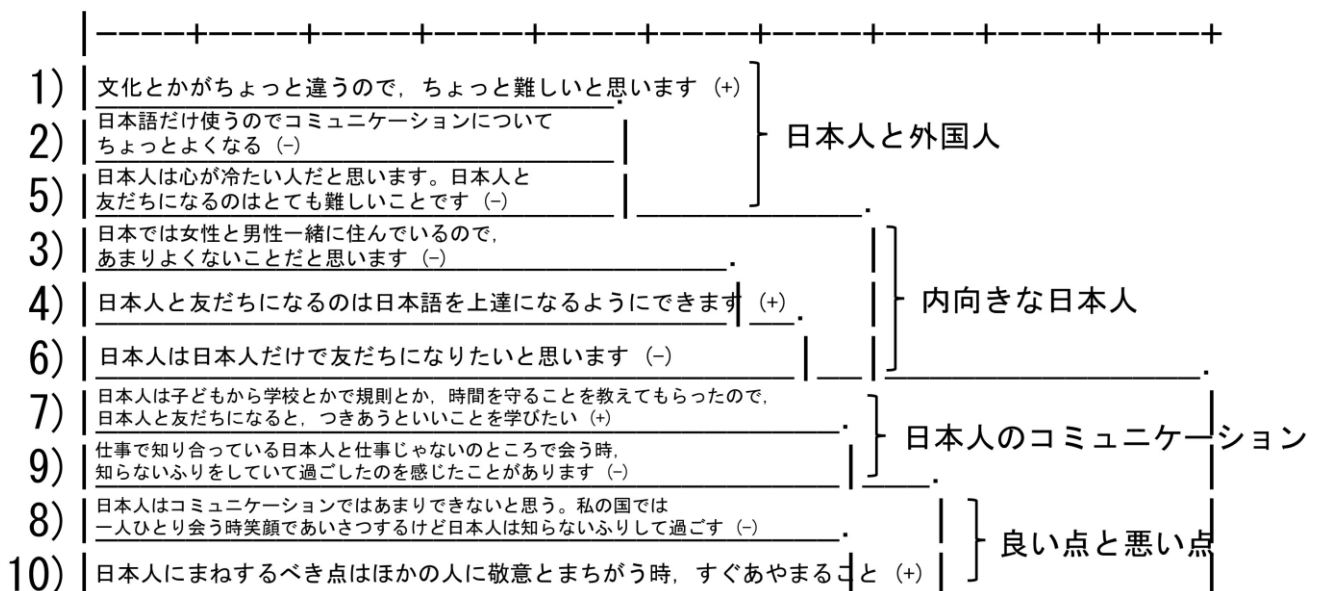 1) 文化とかがちょっと違うので，ちょっと難しいと思います（+）
2) 日本語だけ使うのでコミュニケーションについて
ちょっとよくなる（-）
日本人と外国人
5) 日本人は心が冷たい人だと思います。日本人と
友だちになるのはとても難しいことです（-）
3) 日本では女性と男性一緒に住んでいるので，
あまりよくないことだと思います（-）
4) 日本人と友だちになるのは日本語を上達になるようにできます（+）
内向きな日本人
6) 日本人は日本人だけで友だちになりたいと思います（-）
7) 日本人は子どもから学校とかで規則とか，時間を守ることを教えてもらったので，
日本人と友だちになると，つきあうといいことを学びたい（+）
日本人のコミュニケーション
9) 仕事で知り合っている日本人と仕事じゃないのところで会う時，
知らないふりをしていて過ごしたのを感じたことがあります（-）
8) 日本人はコミュニケーションではあまりできないと思う。私の国では
一人ひとり会う時笑顔であいさつするけど日本人は知らないふりして過ごす（-）
良い点と悪い点
10) 日本人にまねするべき点はほかの人に敬意とまちがう時，すぐあやまること（+）